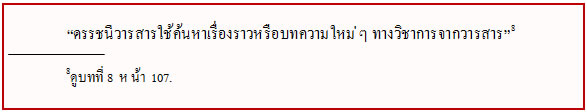 “ดรรชนีวารสารใช้ค้นหาเรื่องราวหรือบทความใหม่ ๆ ทางวิชาการจากวารสาร”⁸
⁸ดูบทที่ 8 หน้า 107.